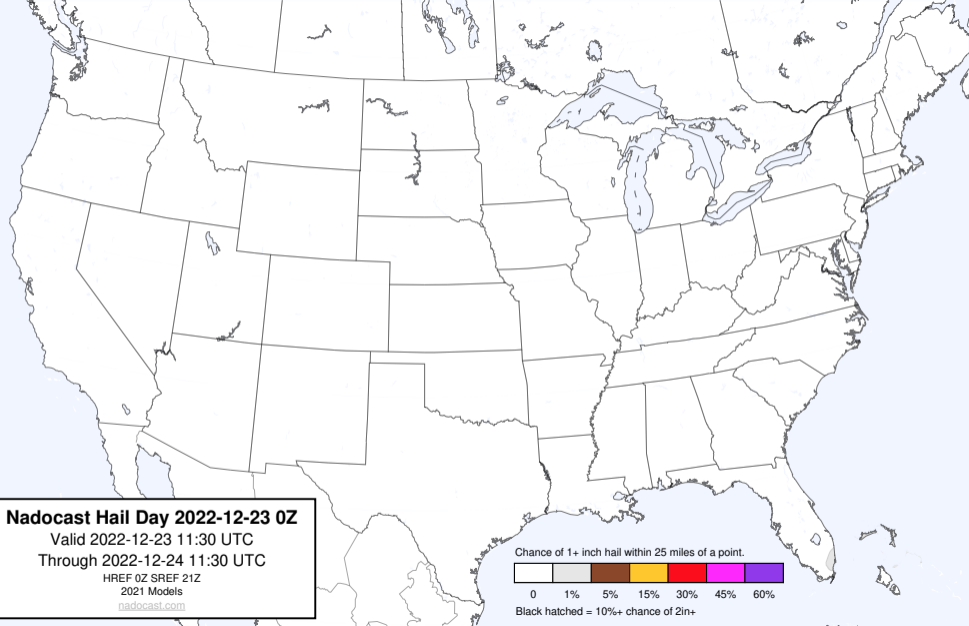 Nadocast Hail Day 2022-12-23 0Z
Valid 2022-12-23 11:30 UTC
Through 2022-12-24 11:30 UTC
HREF 0Z SREF 21Z
2021 Models
nadocast.com
Chance of 1+ inch hail within 25 miles of a point.
0 1% 5% 15% 30% 45% 60%
Black hatched = 10%+ chance of 2in+